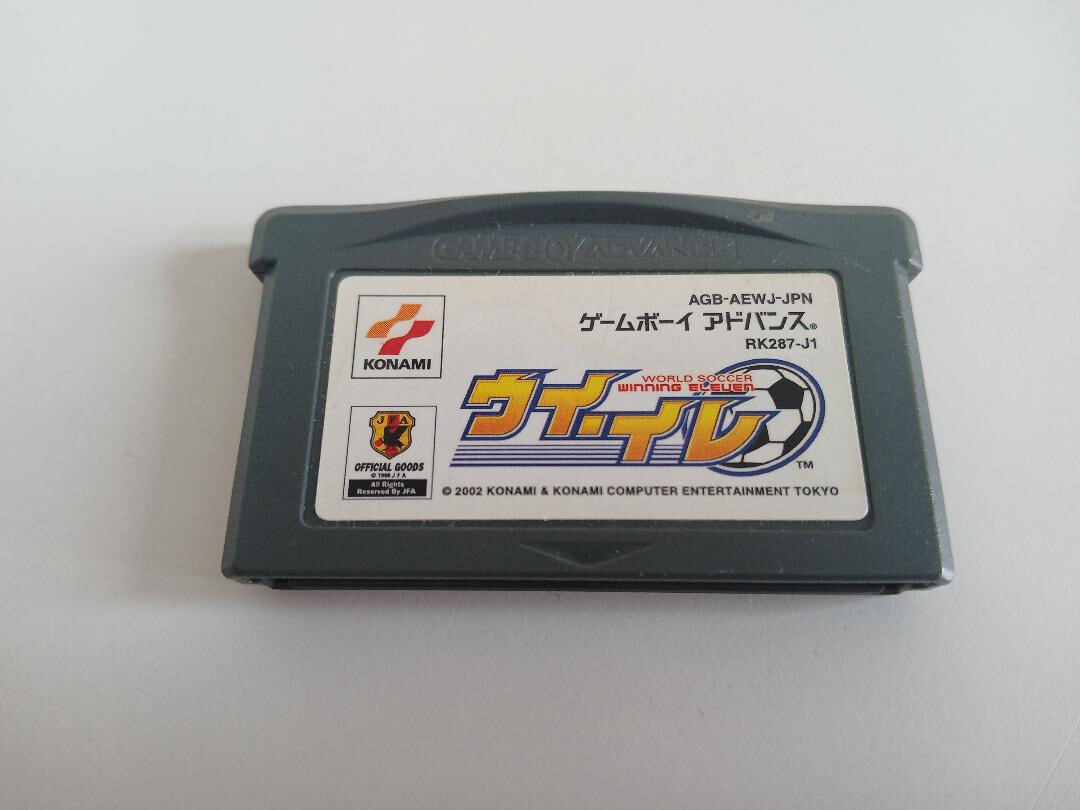 GAME BOY ADVANCE
KONAMI
AGB-AEWJ-JPN
ゲームボーイ アドバンス®
RK287-J1
WORLD SOCCER
WINNING ELEVEN
ウイ.イレ
TM
JFA
OFFICIAL GOODS
© 1996 J F A
All Rights
Reserved By JFA
© 2002 KONAMI & KONAMI COMPUTER ENTERTAINMENT TOKYO